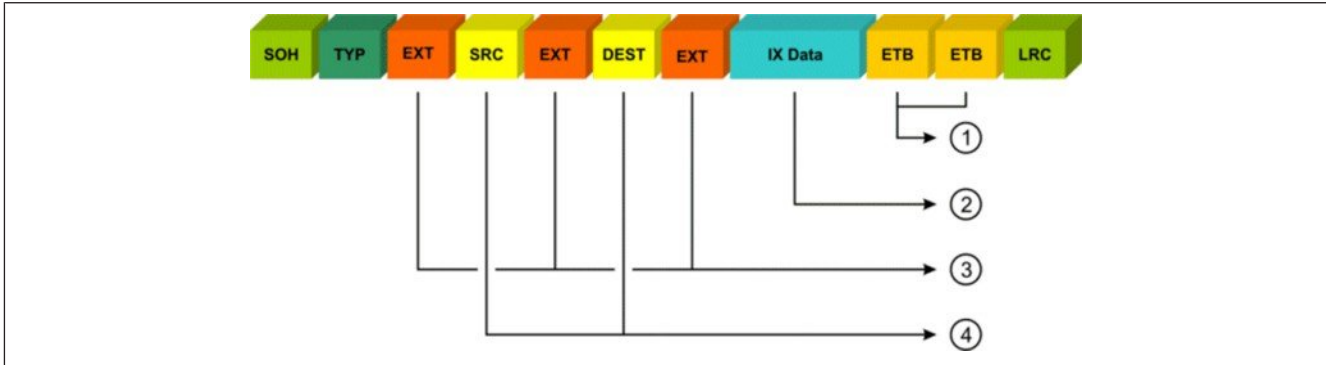 SOH TYP EXT SRC EXT DEST EXT IX Data ETB ETB LRC
1
2
3
4